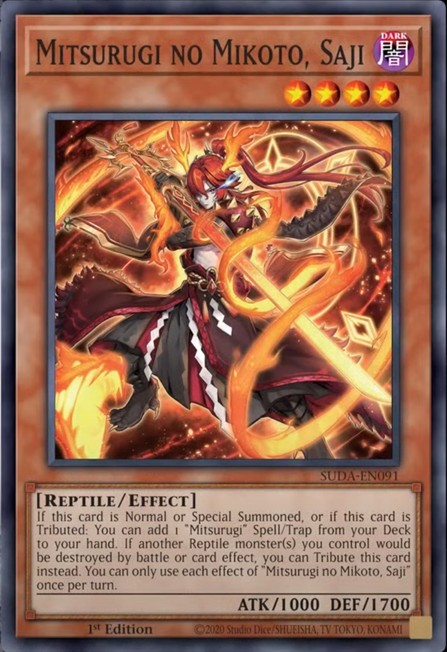 MITSURUGI NO MIKOTO, SAJI
DARK
闇
SUDA-EN091
[REPTILE/EFFECT]
If this card is Normal or Special Summoned, or if this card is
Tributed: You can add 1 "Mitsurugi" Spell/Trap from your Deck
to your hand. If another Reptile monster(s) you control would
be destroyed by battle or card effect, you can Tribute this card
instead. You can only use each effect of "Mitsurugi no Mikoto, Saji"
once per turn.
ATK/1000 DEF/1700
1st Edition
©2020 Studio Dice/SHUEISHA, TV TOKYO, KONAMI